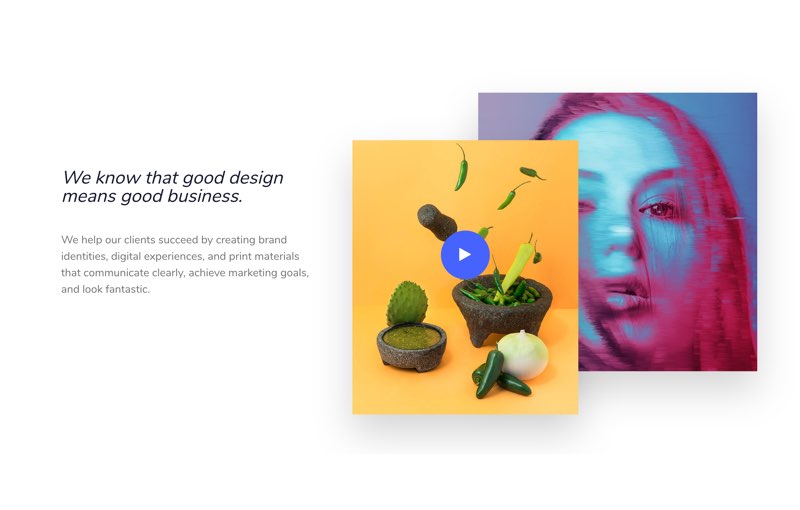 We know that good design
means good business.
We help our clients succeed by creating brand
identities, digital experiences, and print materials
that communicate clearly, achieve marketing goals,
and look fantastic.